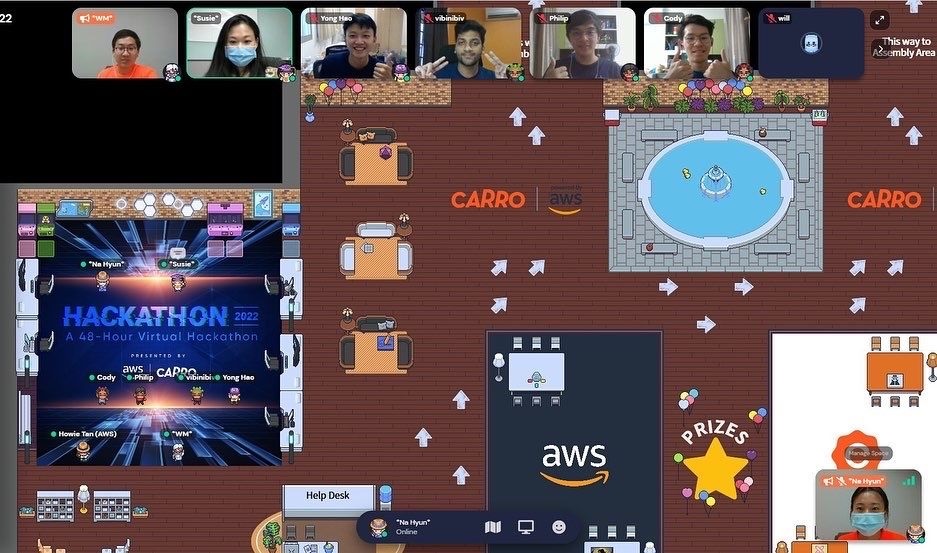 22
"WM"
"Susie"
Yong Hao
vibinibiv
Philip
Cody
will
This way to
Assembly Area
CARRO
powered by
aws
CARRO
"Na Hyun"
"Susie"
HACKATHON 2022
A 48-Hour Virtual Hackathon
PRESENTED BY
aws
CARRO
Cody
Philip
vibinibi
Yong Hao
Howie Tan (AWS)
"WM"
aws
PRIZES
Manage Space
"Na Hyun"
Help Desk
"Na Hyun"
Online